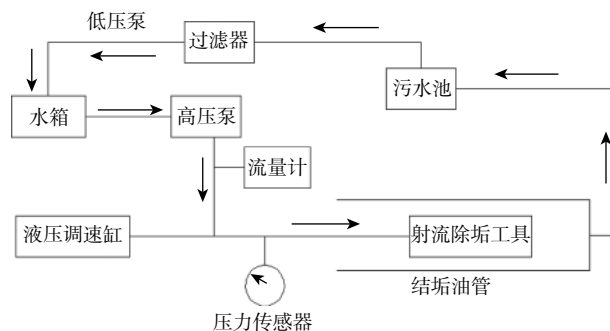 低压泵
过滤器
污水池
水箱
高压泵
流量计
液压调速缸
射流除垢工具
结垢油管
压力传感器